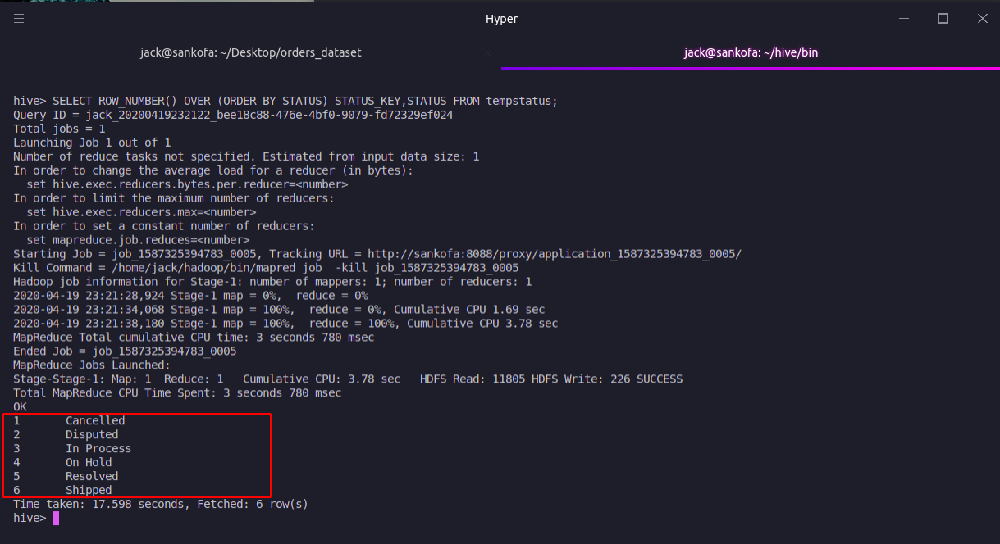 Hyper
jack@sankofa: ~/Desktop/orders_dataset
jack@sankofa: ~/hive/bin
hive> SELECT ROW_NUMBER() OVER (ORDER BY STATUS) STATUS_KEY,STATUS FROM tempstatus;
Query ID = jack_20200419232122_bee18c88-476e-4bf0-9079-fd72329ef024
Total jobs = 1
Launching Job 1 out of 1
Number of reduce tasks not specified. Estimated from input data size: 1
In order to change the average load for a reducer (in bytes):
  set hive.exec.reducers.bytes.per.reducer=<number>
In order to limit the maximum number of reducers:
  set hive.exec.reducers.max=<number>
In order to set a constant number of reducers:
  set mapreduce.job.reduces=<number>
Starting Job = job_1587325394783_0005, Tracking URL = http://sankofa:8088/proxy/application_1587325394783_0005/
Kill Command = /home/jack/hadoop/bin/mapred job  -kill job_1587325394783_0005
Hadoop job information for Stage-1: number of mappers: 1; number of reducers: 1
2020-04-19 23:21:28,924 Stage-1 map = 0%,  reduce = 0%
2020-04-19 23:21:34,068 Stage-1 map = 100%,  reduce = 0%, Cumulative CPU 1.69 sec
2020-04-19 23:21:38,180 Stage-1 map = 100%,  reduce = 100%, Cumulative CPU 3.78 sec
MapReduce Total cumulative CPU time: 3 seconds 780 msec
Ended Job = job_1587325394783_0005
MapReduce Jobs Launched:
Stage-Stage-1: Map: 1  Reduce: 1   Cumulative CPU: 3.78 sec   HDFS Read: 11805 HDFS Write: 226 SUCCESS
Total MapReduce CPU Time Spent: 3 seconds 780 msec
OK
1       Cancelled
2       Disputed
3       In Process
4       On Hold
5       Resolved
6       Shipped
Time taken: 17.598 seconds, Fetched: 6 row(s)
hive>